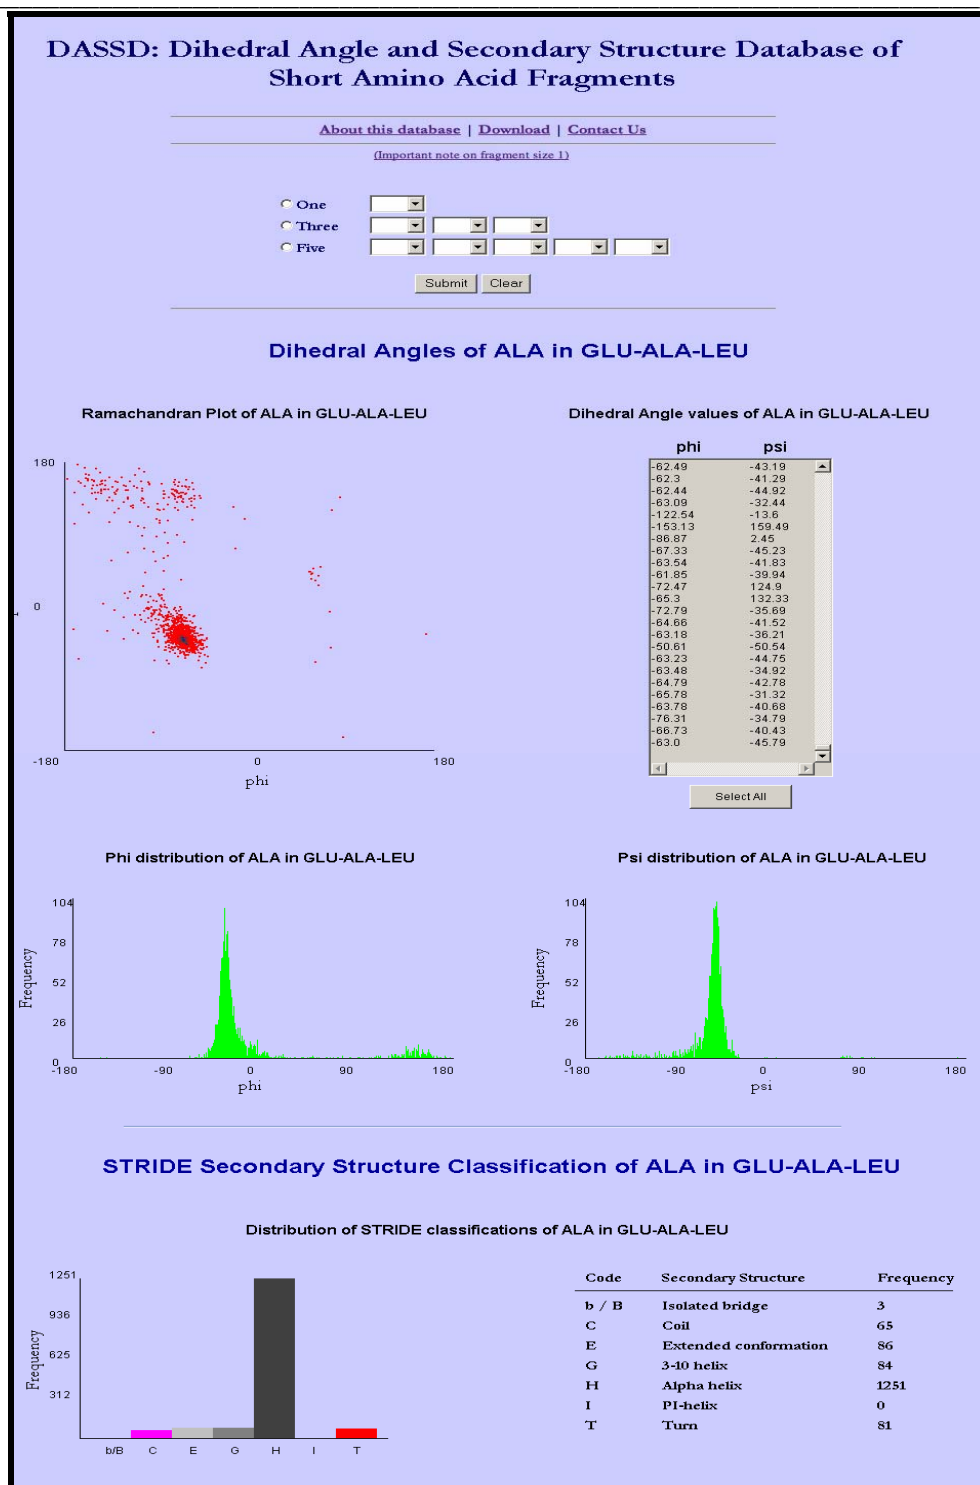 DASSD: Dihedral Angle and Secondary Structure Database of
Short Amino Acid Fragments
About this database | Download | Contact Us
(Important note on fragment size 1)
One
Three
Five
Submit Clear
Dihedral Angles of ALA in GLU-ALA-LEU
Ramachandran Plot of ALA in GLU-ALA-LEU
180
0
-180 0 180
phi
Dihedral Angle values of ALA in GLU-ALA-LEU
phi psi
-62.49 -43.19
-62.3 -41.29
-62.44 -44.92
-63.09 -32.44
-122.54 -13.6
-153.13 159.49
-86.87 2.45
-67.33 -45.23
-63.54 -41.83
-61.85 -39.94
-72.47 124.9
-65.3 132.33
-72.79 -35.69
-64.66 -41.52
-63.18 -36.21
-50.61 -50.54
-63.23 -44.75
-63.48 -34.92
-64.79 -42.78
-65.78 -31.32
-63.78 -40.68
-76.31 -34.79
-66.73 -40.43
-63.0 -45.79
Select All
Phi distribution of ALA in GLU-ALA-LEU
Frequency
104
78
52
26
0
-180 -90 0 90 180
phi
Psi distribution of ALA in GLU-ALA-LEU
Frequency
104
78
52
26
0
-180 -90 0 90 180
psi
STRIDE Secondary Structure Classification of ALA in GLU-ALA-LEU
Distribution of STRIDE classifications of ALA in GLU-ALA-LEU
Frequency
1251
936
625
312
b/B C E G H I T
Code Secondary Structure Frequency
b / B Isolated bridge 3
C Coil 65
E Extended conformation 86
G 3-10 helix 84
H Alpha helix 1251
I PI-helix 0
T Turn 81